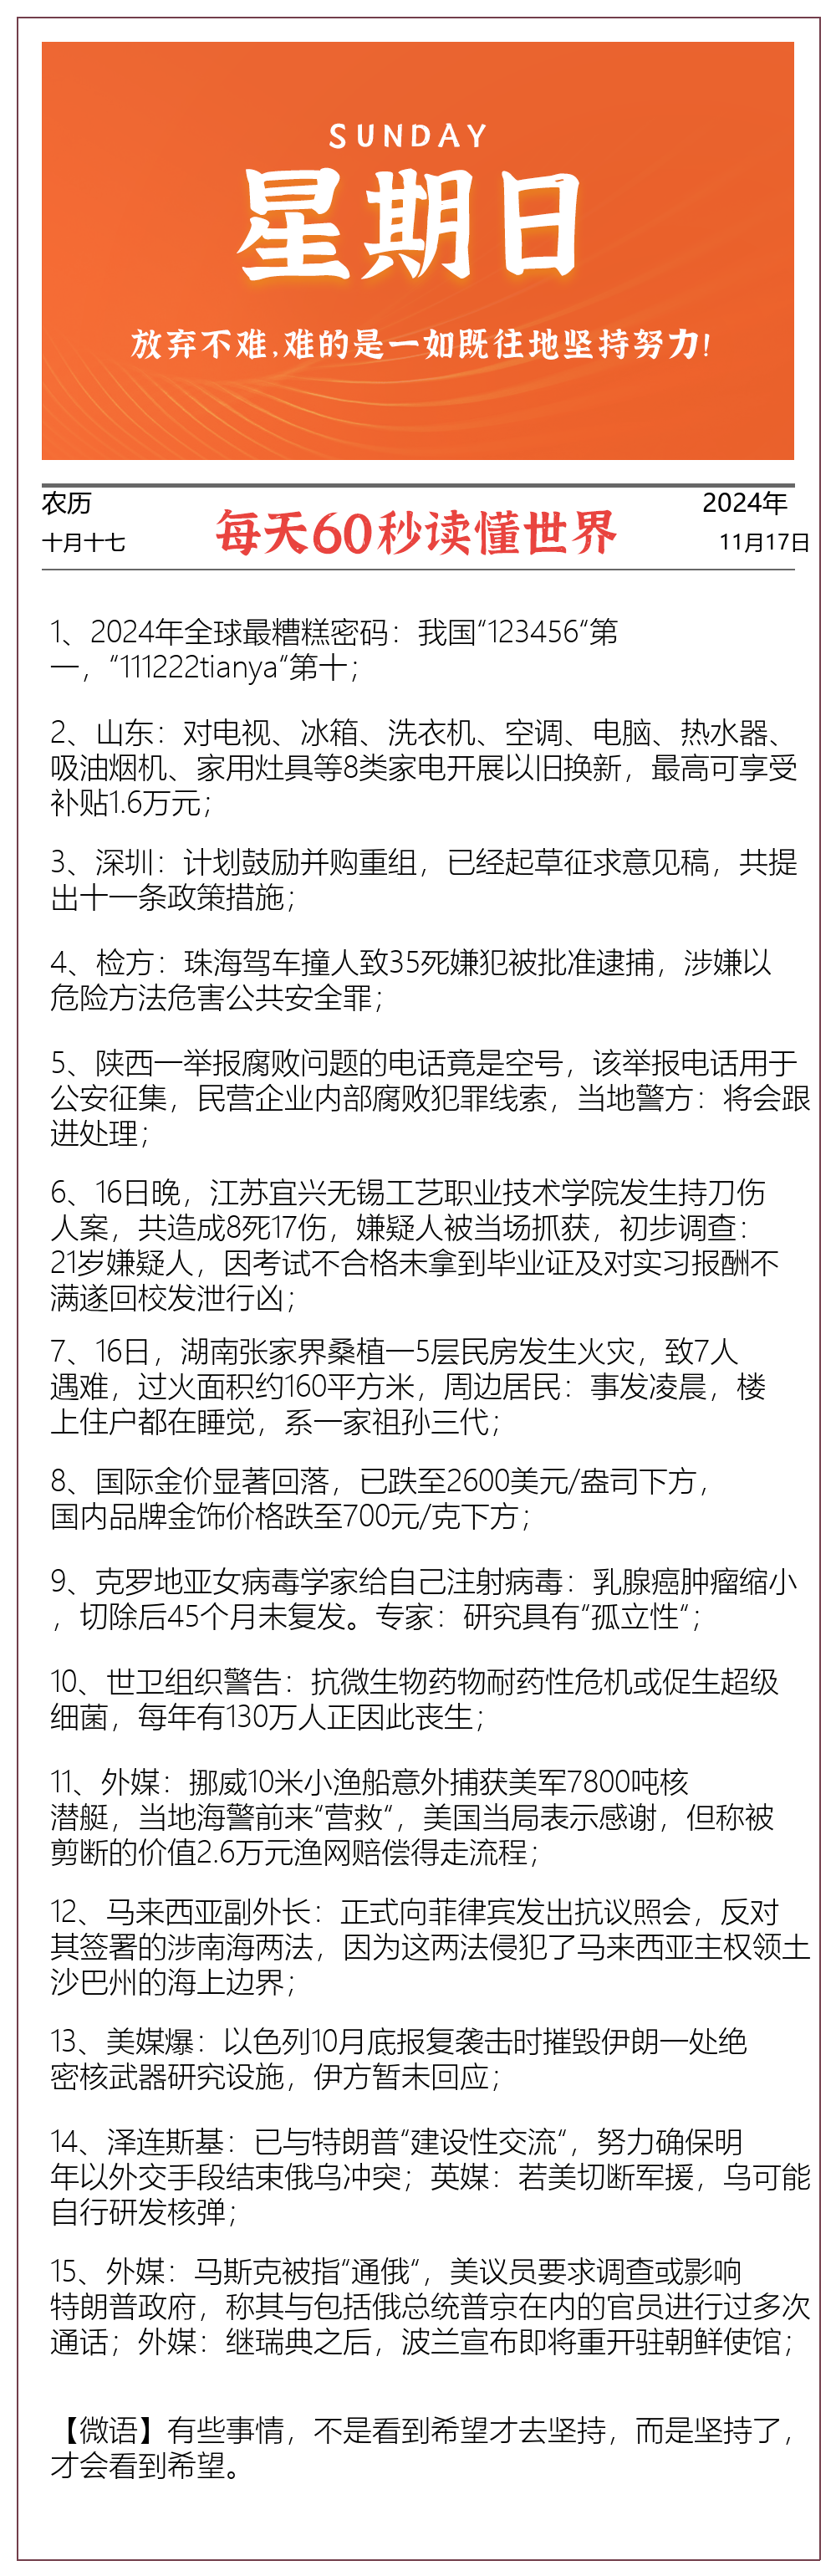 SUNDAY
星期日
放弃不难,难的是一如既往地坚持努力!
农历
十月十七
每天60秒读懂世界
2024年
11月17日
1、2024年全球最糟糕密码：我国“123456“第
一，“111222tianya“第十；
2、山东：对电视、冰箱、洗衣机、空调、电脑、热水器、
吸油烟机、家用灶具等8类家电开展以旧换新，最高可享受
补贴1.6万元；
3、深圳：计划鼓励并购重组，已经起草征求意见稿，共提
出十一条政策措施；
4、检方：珠海驾车撞人致35死嫌犯被批准逮捕，涉嫌以
危险方法危害公共安全罪；
5、陕西一举报腐败问题的电话竟是空号，该举报电话用于
公安征集，民营企业内部腐败犯罪线索，当地警方：将会跟
进处理；
6、16日晚，江苏宜兴无锡工艺职业技术学院发生持刀伤
人案，共造成8死17伤，嫌疑人被当场抓获，初步调查：
21岁嫌疑人，因考试不合格未拿到毕业证及对实习报酬不
满遂回校发泄行凶；
7、16日，湖南张家界桑植一5层民房发生火灾，致7人
遇难，过火面积约160平方米，周边居民：事发凌晨，楼
上住户都在睡觉，系一家祖孙三代；
8、国际金价显著回落，已跌至2600美元/盎司下方，
国内品牌金饰价格跌至700元/克下方；
9、克罗地亚女病毒学家给自己注射病毒：乳腺癌肿瘤缩小
，切除后45个月未复发。专家：研究具有“孤立性“；
10、世卫组织警告：抗微生物药物耐药性危机或促生超级
细菌，每年有130万人正因此丧生；
11、外媒：挪威10米小渔船意外捕获美军7800吨核
潜艇，当地海警前来“营救“，美国当局表示感谢，但称被
剪断的价值2.6万元渔网赔偿得走流程；
12、马来西亚副外长：正式向菲律宾发出抗议照会，反对
其签署的涉南海两法，因为这两法侵犯了马来西亚主权领土
沙巴州的海上边界；
13、美媒爆：以色列10月底报复袭击时摧毁伊朗一处绝
密核武器研究设施，伊方暂未回应；
14、泽连斯基：已与特朗普“建设性交流“，努力确保明
年以外交手段结束俄乌冲突；英媒：若美切断军援，乌可能
自行研发核弹；
15、外媒：马斯克被指“通俄“，美议员要求调查或影响
特朗普政府，称其与包括俄总统普京在内的官员进行过多次
通话；外媒：继瑞典之后，波兰宣布即将重开驻朝鲜使馆；
【微语】有些事情，不是看到希望才去坚持，而是坚持了，
才会看到希望。